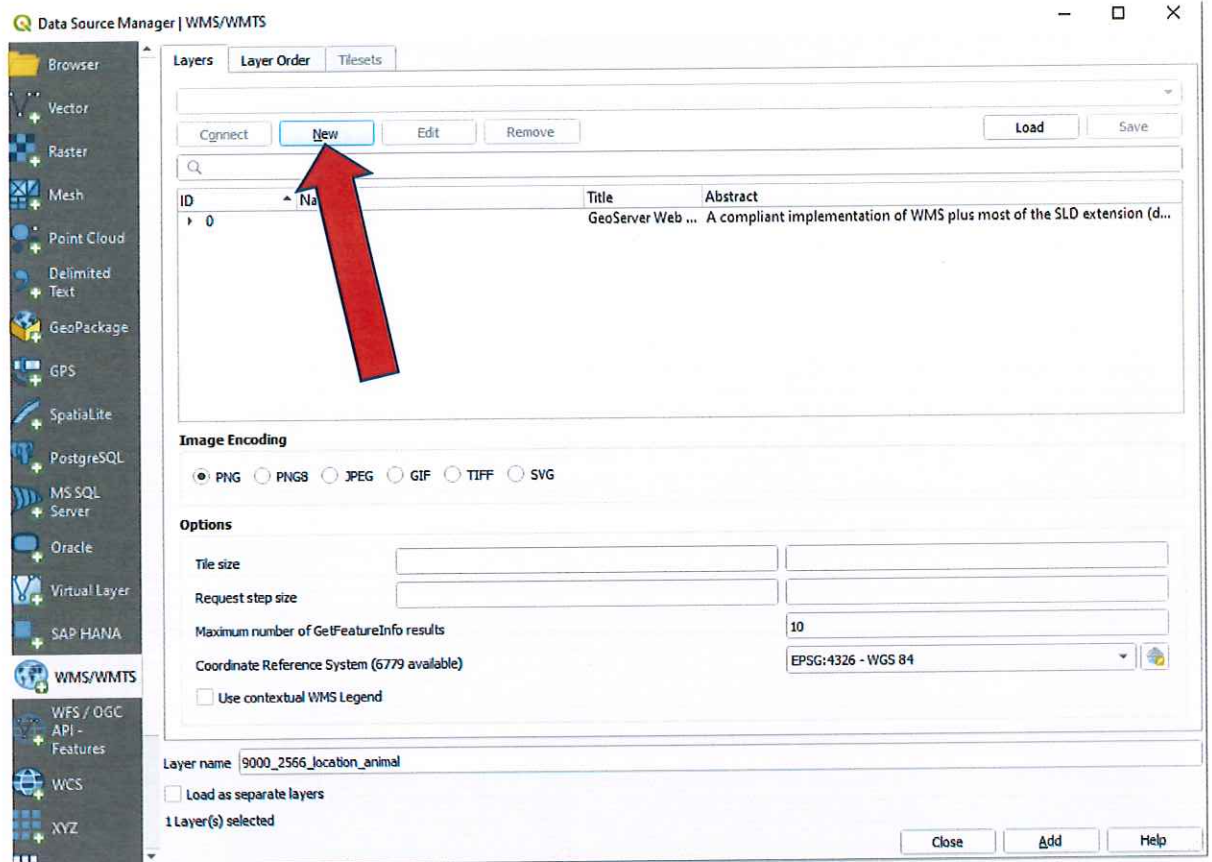 Data Source Manager | WMS/WMTS
Browser
Vector
Raster
Mesh
Point Cloud
Delimited
Text
GeoPackage
GPS
SpatiaLite
PostgreSQL
MS SQL
Server
Oracle
Virtual Layer
SAP HANA
WMS/WMTS
WFS / OGC
API -
Features
WCS
XYZ
Layers Layer Order Tilesets
Connect New Edit Remove Load Save
ID Na Title Abstract
0 GeoServer Web ... A compliant implementation of WMS plus most of the SLD extension (d...
Image Encoding
PNG PNG8 JPEG GIF TIFF SVG
Options
Tile size
Request step size
Maximum number of GetFeatureInfo results 10
Coordinate Reference System (6779 available) EPSG:4326 - WGS 84
Use contextual WMS Legend
Layer name 9000_2566_location_animal
Load as separate layers
1 Layer(s) selected
Close Add Help